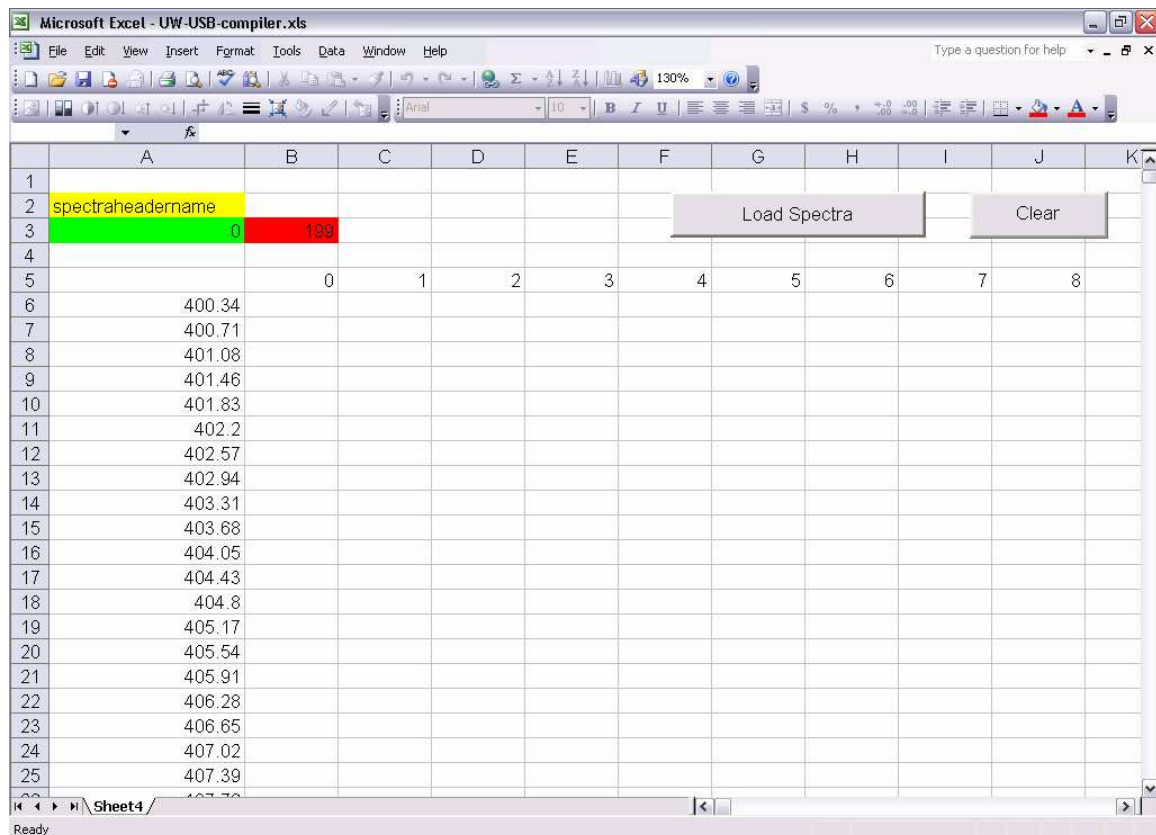 Microsoft Excel - UW-USB-compiler.xls
File Edit View Insert Format Tools Data Window Help Type a question for help
130%
Arial 10 B I U $ % ,
fx
A B C D E F G H I J K
1
2 spectraheadername Load Spectra Clear
3 0 199
4
5 0 1 2 3 4 5 6 7 8
6 400.34
7 400.71
8 401.08
9 401.46
10 401.83
11 402.2
12 402.57
13 402.94
14 403.31
15 403.68
16 404.05
17 404.43
18 404.8
19 405.17
20 405.54
21 405.91
22 406.28
23 406.65
24 407.02
25 407.39
Sheet4
Ready